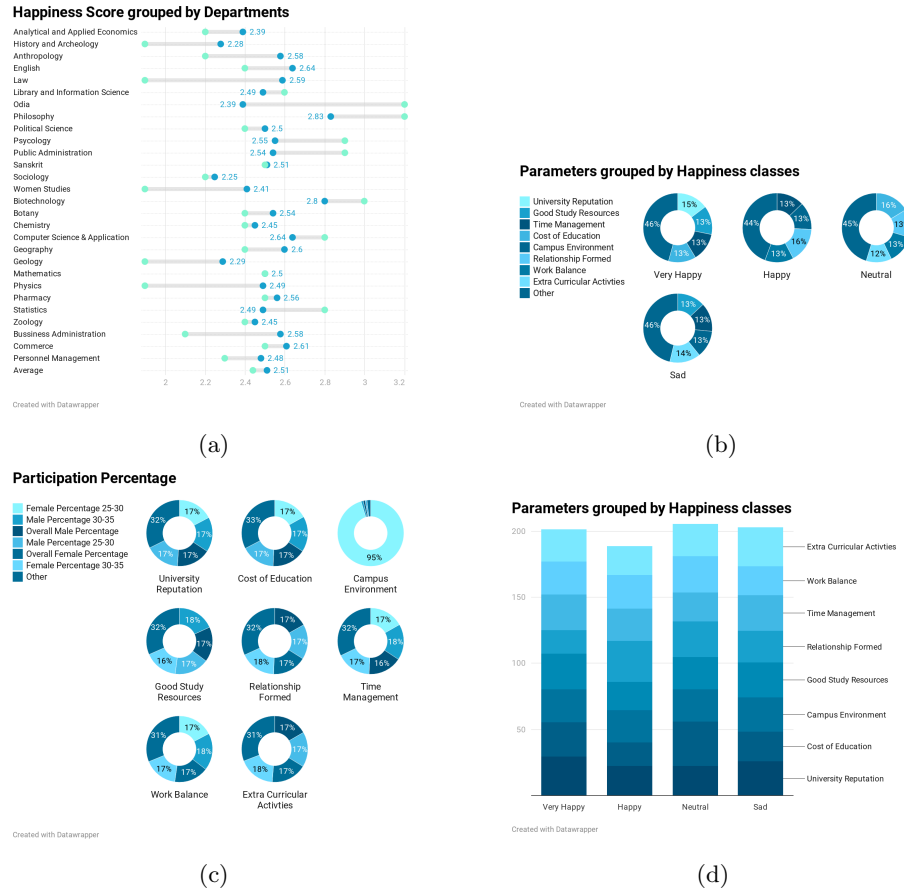 Happiness Score grouped by Departments
Analytical and Applied Economics 2.39
History and Archeology 2.28
Anthropology 2.58
English 2.64
Law 2.59
Library and Information Science 2.49
Odia 2.39
Philosophy 2.83
Political Science 2.5
Psycology 2.55
Public Administration 2.54
Sanskrit 2.51
Sociology 2.25
Women Studies 2.41
Biotechnology 2.8
Botany 2.54
Chemistry 2.45
Computer Science & Application 2.64
Geography 2.6
Geology 2.29
Mathematics 2.5
Physics 2.49
Pharmacy 2.56
Statistics 2.49
Zoology 2.45
Bussiness Administration 2.58
Commerce 2.61
Personnel Management 2.48
Average 2.51
2 2.2 2.4 2.6 2.8 3 3.2
Created with Datawrapper
(a)
Parameters grouped by Happiness classes
University Reputation
Good Study Resources
Time Management
Cost of Education
Campus Environment
Relationship Formed
Work Balance
Extra Curricular Activties
Other
15%
13%
13%
13%
46%
Very Happy
13%
13%
16%
13%
44%
Happy
16%
13%
13%
12%
45%
Neutral
13%
13%
13%
14%
46%
Sad
Created with Datawrapper
(b)
Participation Percentage
Female Percentage 25-30
Male Percentage 30-35
Overall Male Percentage
Male Percentage 25-30
Overall Female Percentage
Female Percentage 30-35
Other
17%
17%
17%
17%
32%
University
Reputation
17%
17%
17%
17%
33%
Cost of Education
95%
Campus
Environment
18%
17%
17%
16%
32%
Good Study
Resources
17%
17%
17%
18%
32%
Relationship
Formed
17%
18%
16%
17%
32%
Time
Management
17%
18%
17%
17%
31%
Work Balance
17%
17%
17%
18%
31%
Extra Curricular
Activties
Created with Datawrapper
(c)
Parameters grouped by Happiness classes
200
150
100
50
Extra Curricular Activties
Work Balance
Time Management
Relationship Formed
Good Study Resources
Campus Environment
Cost of Education
University Reputation
Very Happy Happy Neutral Sad
Created with Datawrapper
(d)